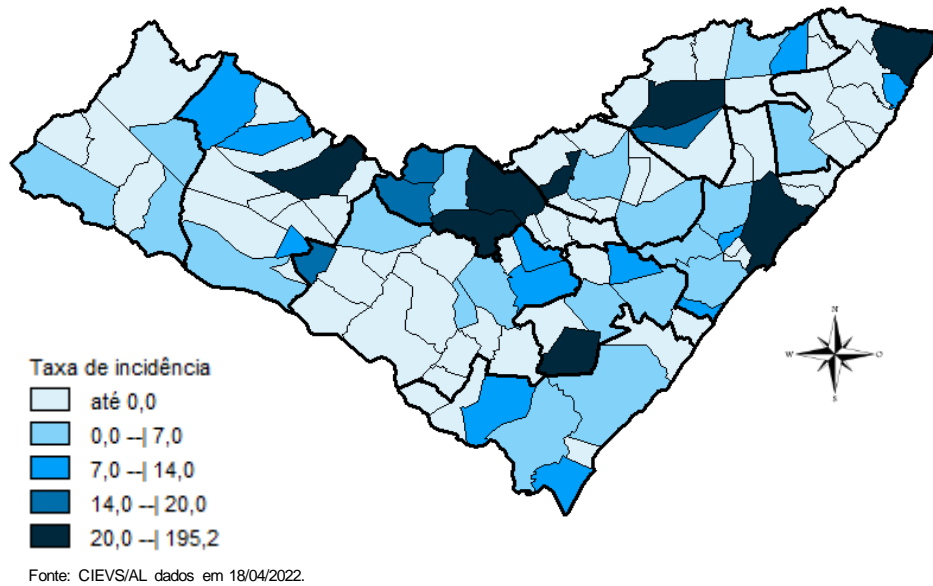 N
W
O
S
Taxa de incidência
até 0,0
0,0 --| 7,0
7,0 --| 14,0
14,0 --| 20,0
20,0 --| 195,2
Fonte: CIEVS/AL dados em 18/04/2022.